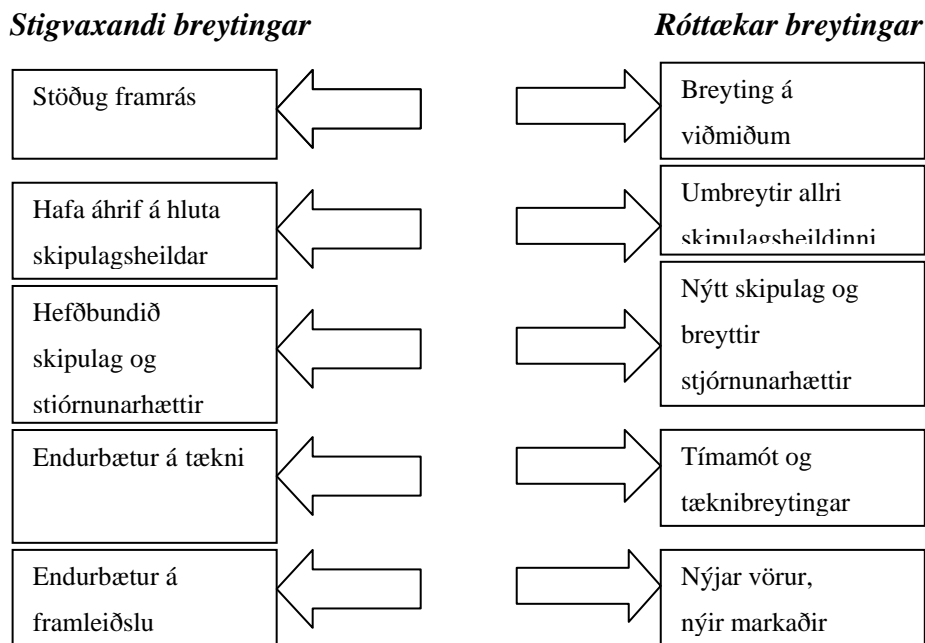 Stigvaxandi breytingar
Róttækar breytingar
Stöðug framrás
Breyting á
viðmiðum
Hafa áhrif á hluta
skipulagsheildar
Umbreytir allri
skipulagsheildinni
Hefðbundið
skipulag og
stjórnunarhættir
Nýtt skipulag og
breyttir
stjórnunarhættir
Endurbætur á tækni
Tímamót og
tæknibreytingar
Endurbætur á
framleiðslu
Nýjar vörur,
nýir markaðir